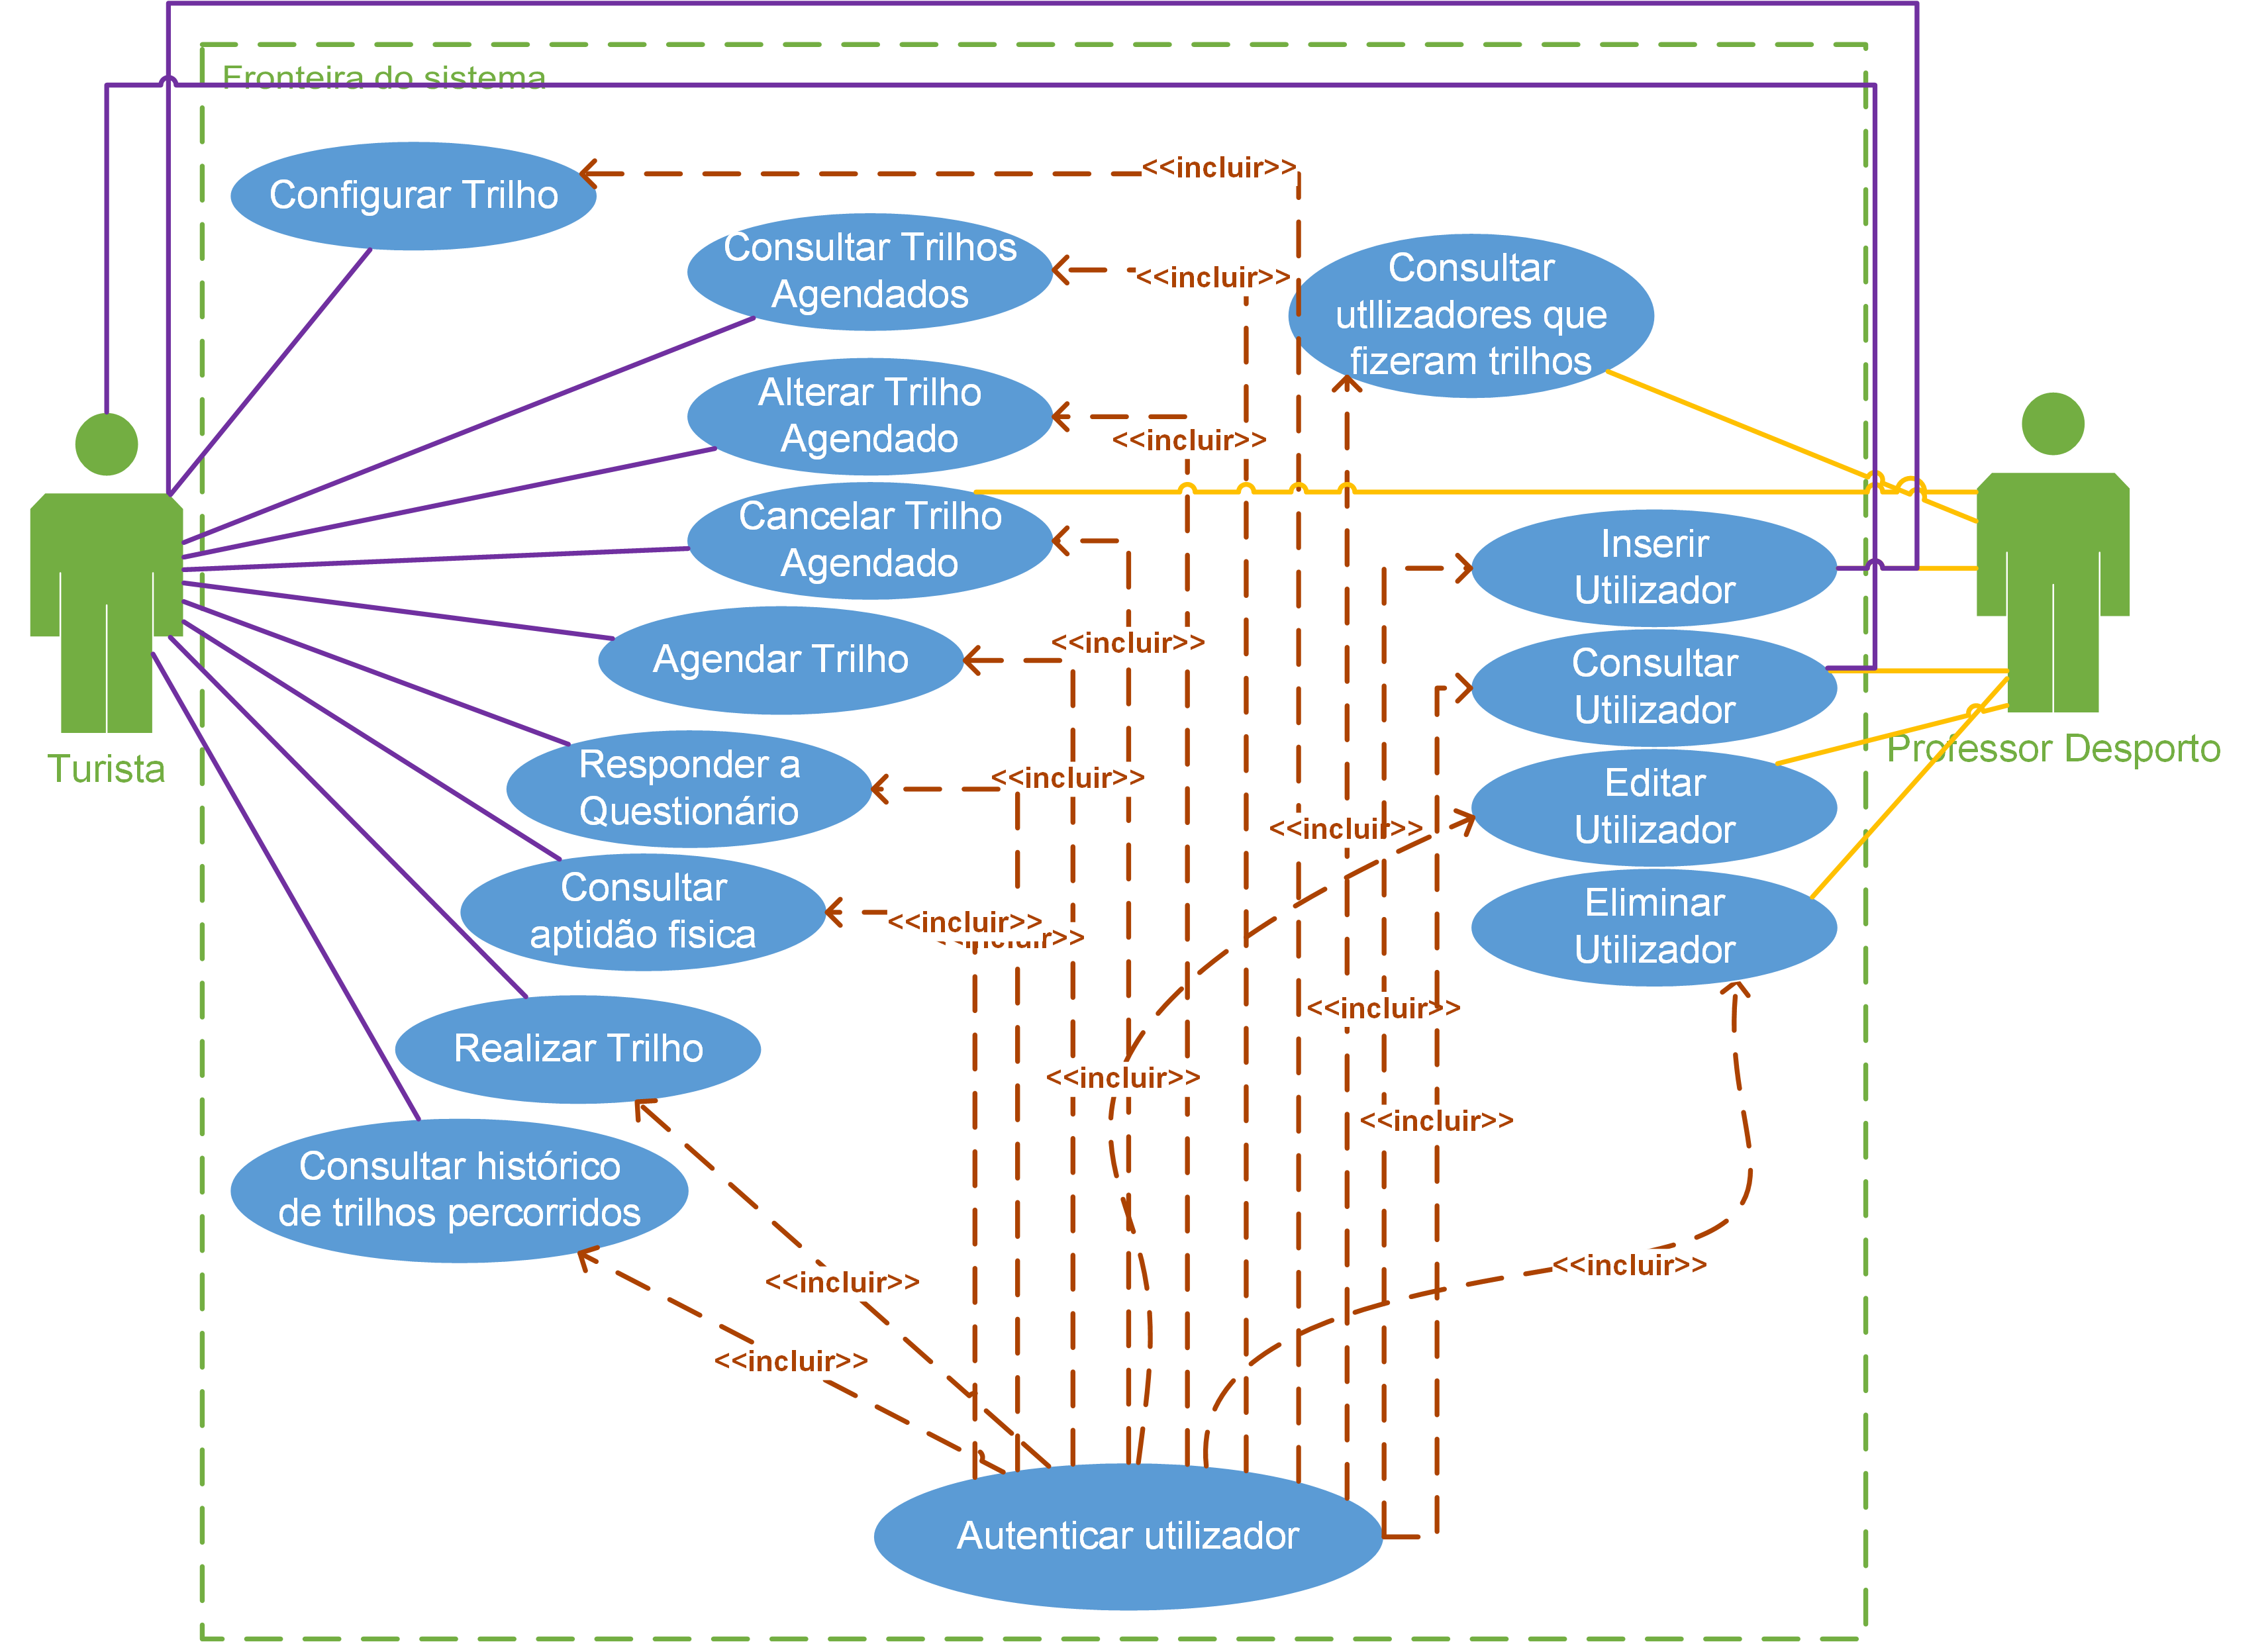 Fronteira do sistema
<<incluir>>
Configurar Trilho
Consultar Trilhos
Agendados
<<incluir>>
Consultar
utllizadores que
fizeram trilhos
Alterar Trilho
Agendado
<<incluir>>
Cancelar Trilho
Agendado
Inserir
Utilizador
<<incluir>>
Agendar Trilho
Consultar
Utilizador
Turista
Professor Desporto
Responder a
Questionário
<<incluir>>
Editar
Utilizador
<<incluir>>
Consultar
aptidão fisica
<<incluir>>
<<incluir>>
Eliminar
Utilizador
<<incluir>>
Realizar Trilho
<<incluir>>
<<incluir>>
Consultar histórico
de trilhos percorridos
<<incluir>>
<<incluir>>
<<incluir>>
Autenticar utilizador